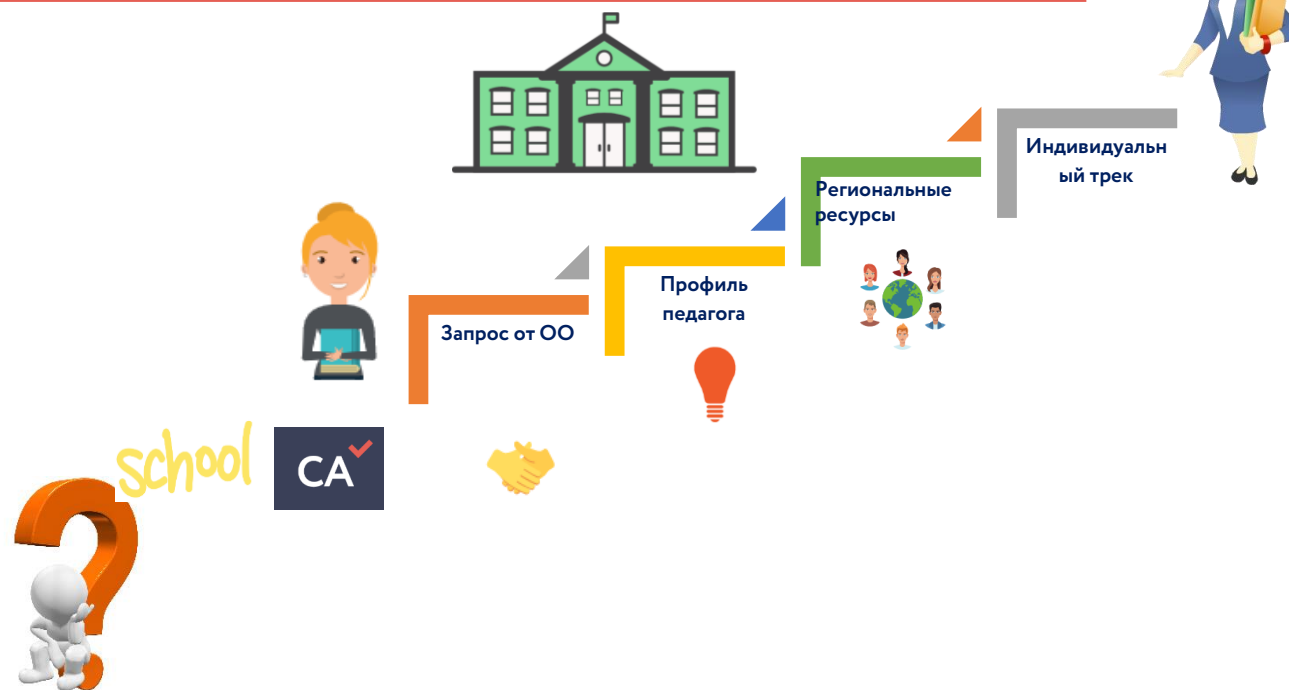 Индивидуальн
ый трек
Региональные
ресурсы
Профиль
педагога
Запрос от ОО
school
CA